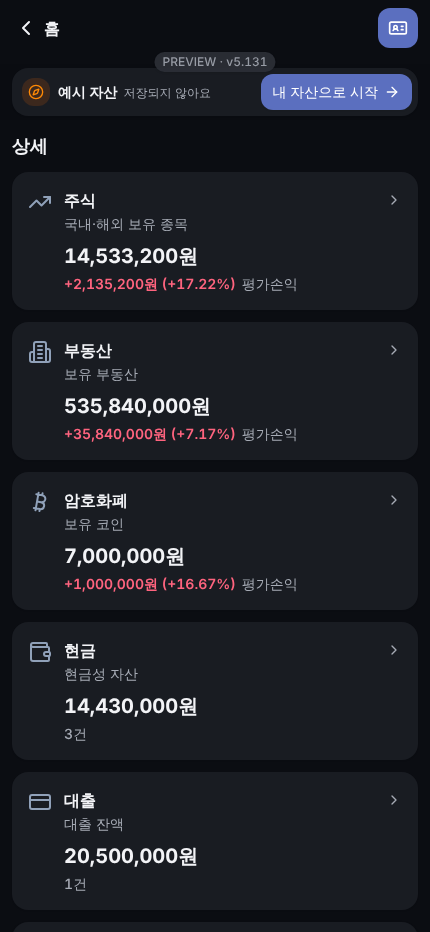 홈
PREVIEW · v5.131
예시 자산 저장되지 않아요
내 자산으로 시작
상세
주식
국내·해외 보유 종목
14,533,200원
+2,135,200원 (+17.22%) 평가손익
부동산
보유 부동산
535,840,000원
+35,840,000원 (+7.17%) 평가손익
암호화폐
보유 코인
7,000,000원
+1,000,000원 (+16.67%) 평가손익
현금
현금성 자산
14,430,000원
3건
대출
대출 잔액
20,500,000원
1건